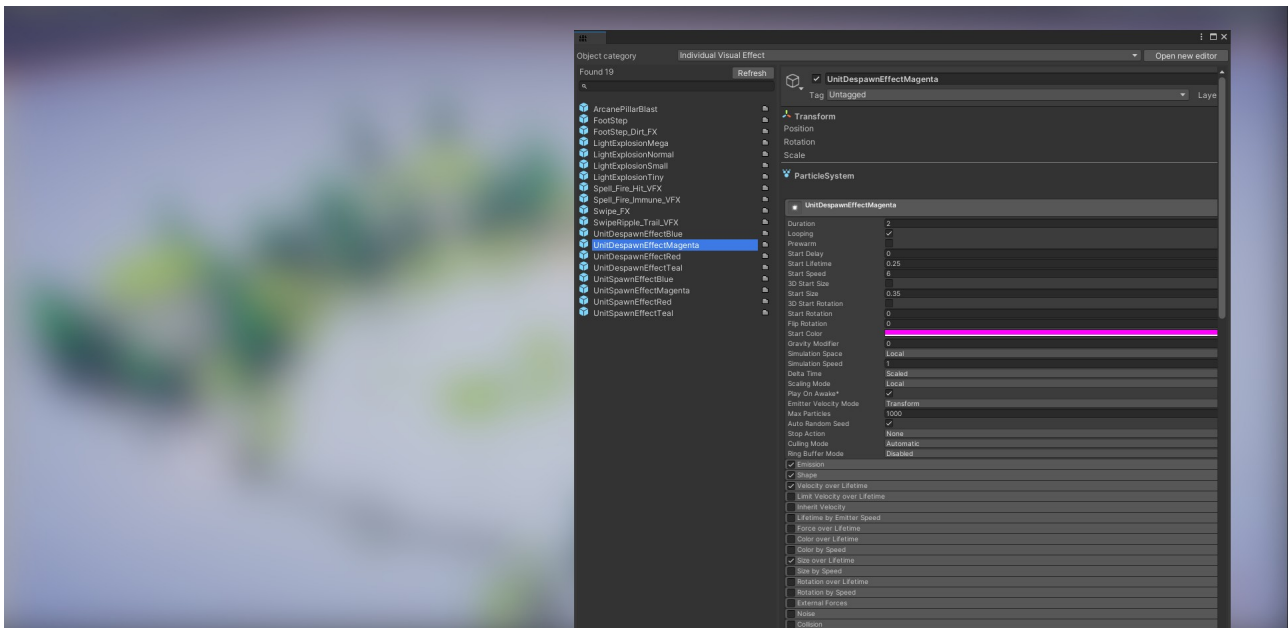 Object category Individual Visual Effect Open new editor
Found 19 Refresh
ArcanePillarBlast
FootStep
FootStep_Dirt_FX
LightExplosionMega
LightExplosionNormal
LightExplosionSmall
LightExplosionTiny
Spell_Fire_Hit_VFX
Spell_Fire_Immune_VFX
Swipe_FX
SwipeRipple_Trail_VFX
UnitDespawnEffectBlue
UnitDespawnEffectMagenta
UnitDespawnEffectRed
UnitDespawnEffectTeal
UnitSpawnEffectBlue
UnitSpawnEffectMagenta
UnitSpawnEffectRed
UnitSpawnEffectTeal
UnitDespawnEffectMagenta
Tag Untagged Laye
Transform
Position
Rotation
Scale
ParticleSystem
UnitDespawnEffectMagenta
Duration 2
Looping
Prewarm
Start Delay 0
Start Lifetime 0.25
Start Speed 6
3D Start Size
Start Size 0.35
3D Start Rotation
Start Rotation 0
Flip Rotation 0
Start Color
Gravity Modifier 0
Simulation Space Local
Simulation Speed 1
Delta Time Scaled
Scaling Mode Local
Play On Awake*
Emitter Velocity Mode Transform
Max Particles 1000
Auto Random Seed
Stop Action None
Culling Mode Automatic
Ring Buffer Mode Disabled
Emission
Shape
Velocity over Lifetime
Limit Velocity over Lifetime
Inherit Velocity
Lifetime by Emitter Speed
Force over Lifetime
Color over Lifetime
Color by Speed
Size over Lifetime
Size by Speed
Rotation over Lifetime
Rotation by Speed
External Forces
Noise
Collision